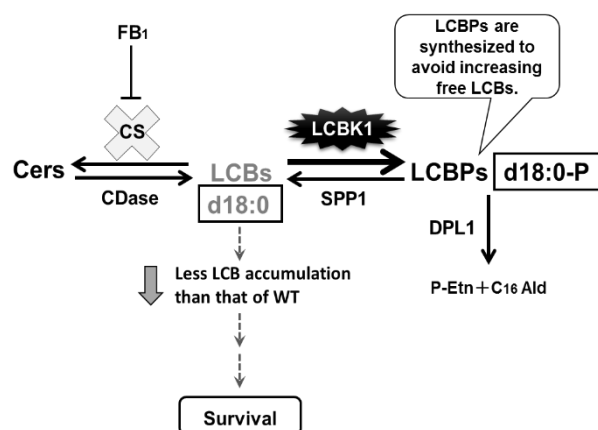 FB1
LCBPs are
synthesized to
avoid increasing
free LCBs.
CS
LCBK1
Cers
LCBs
LCBPs
d18:0-P
CDase
d18:0
SPP1
DPL1
Less LCB accumulation
than that of WT
P-Etn+C16 Ald
Survival